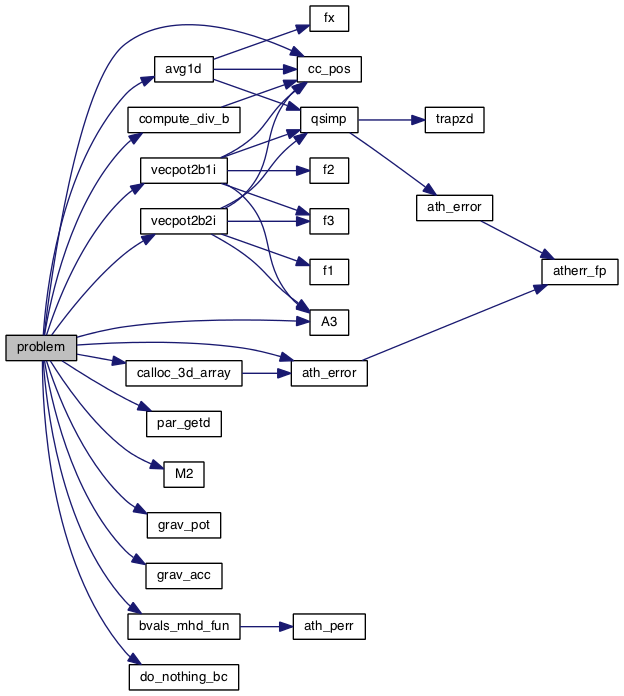 fx
avg1d
cc_pos
compute_div_b
qsimp
trapzd
vecpot2b1i
f2
ath_error
vecpot2b2i
f3
f1
atherr_fp
A3
problem
calloc_3d_array
ath_error
par_getd
M2
grav_pot
grav_acc
bvals_mhd_fun
ath_perr
do_nothing_bc